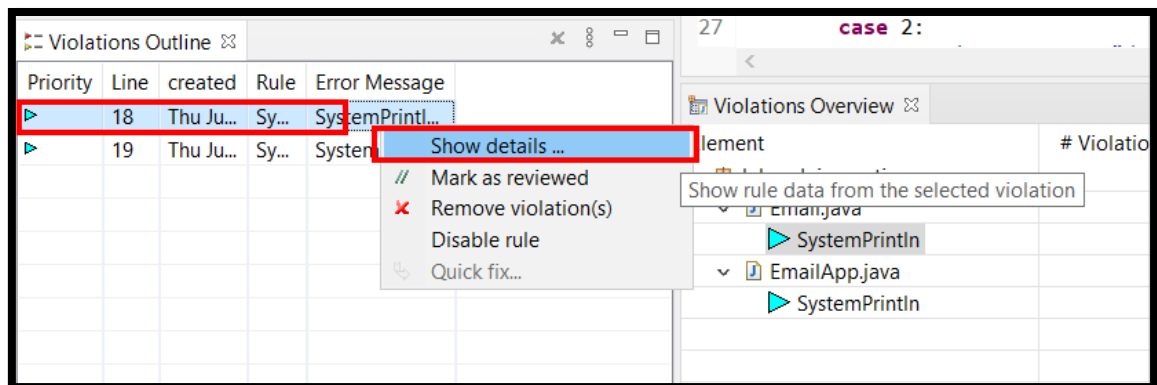 Violations Outline
Priority Line created Rule Error Message
18 Thu Ju... Sy... SystemPrintl...
19 Thu Ju... Sy... System
Show details ...
Mark as reviewed
Remove violation(s)
Disable rule
Quick fix...
27 case 2:
Violations Overview
Element # Violatio
Show rule data from the selected violation
Email.java
SystemPrintln
EmailApp.java
SystemPrintln